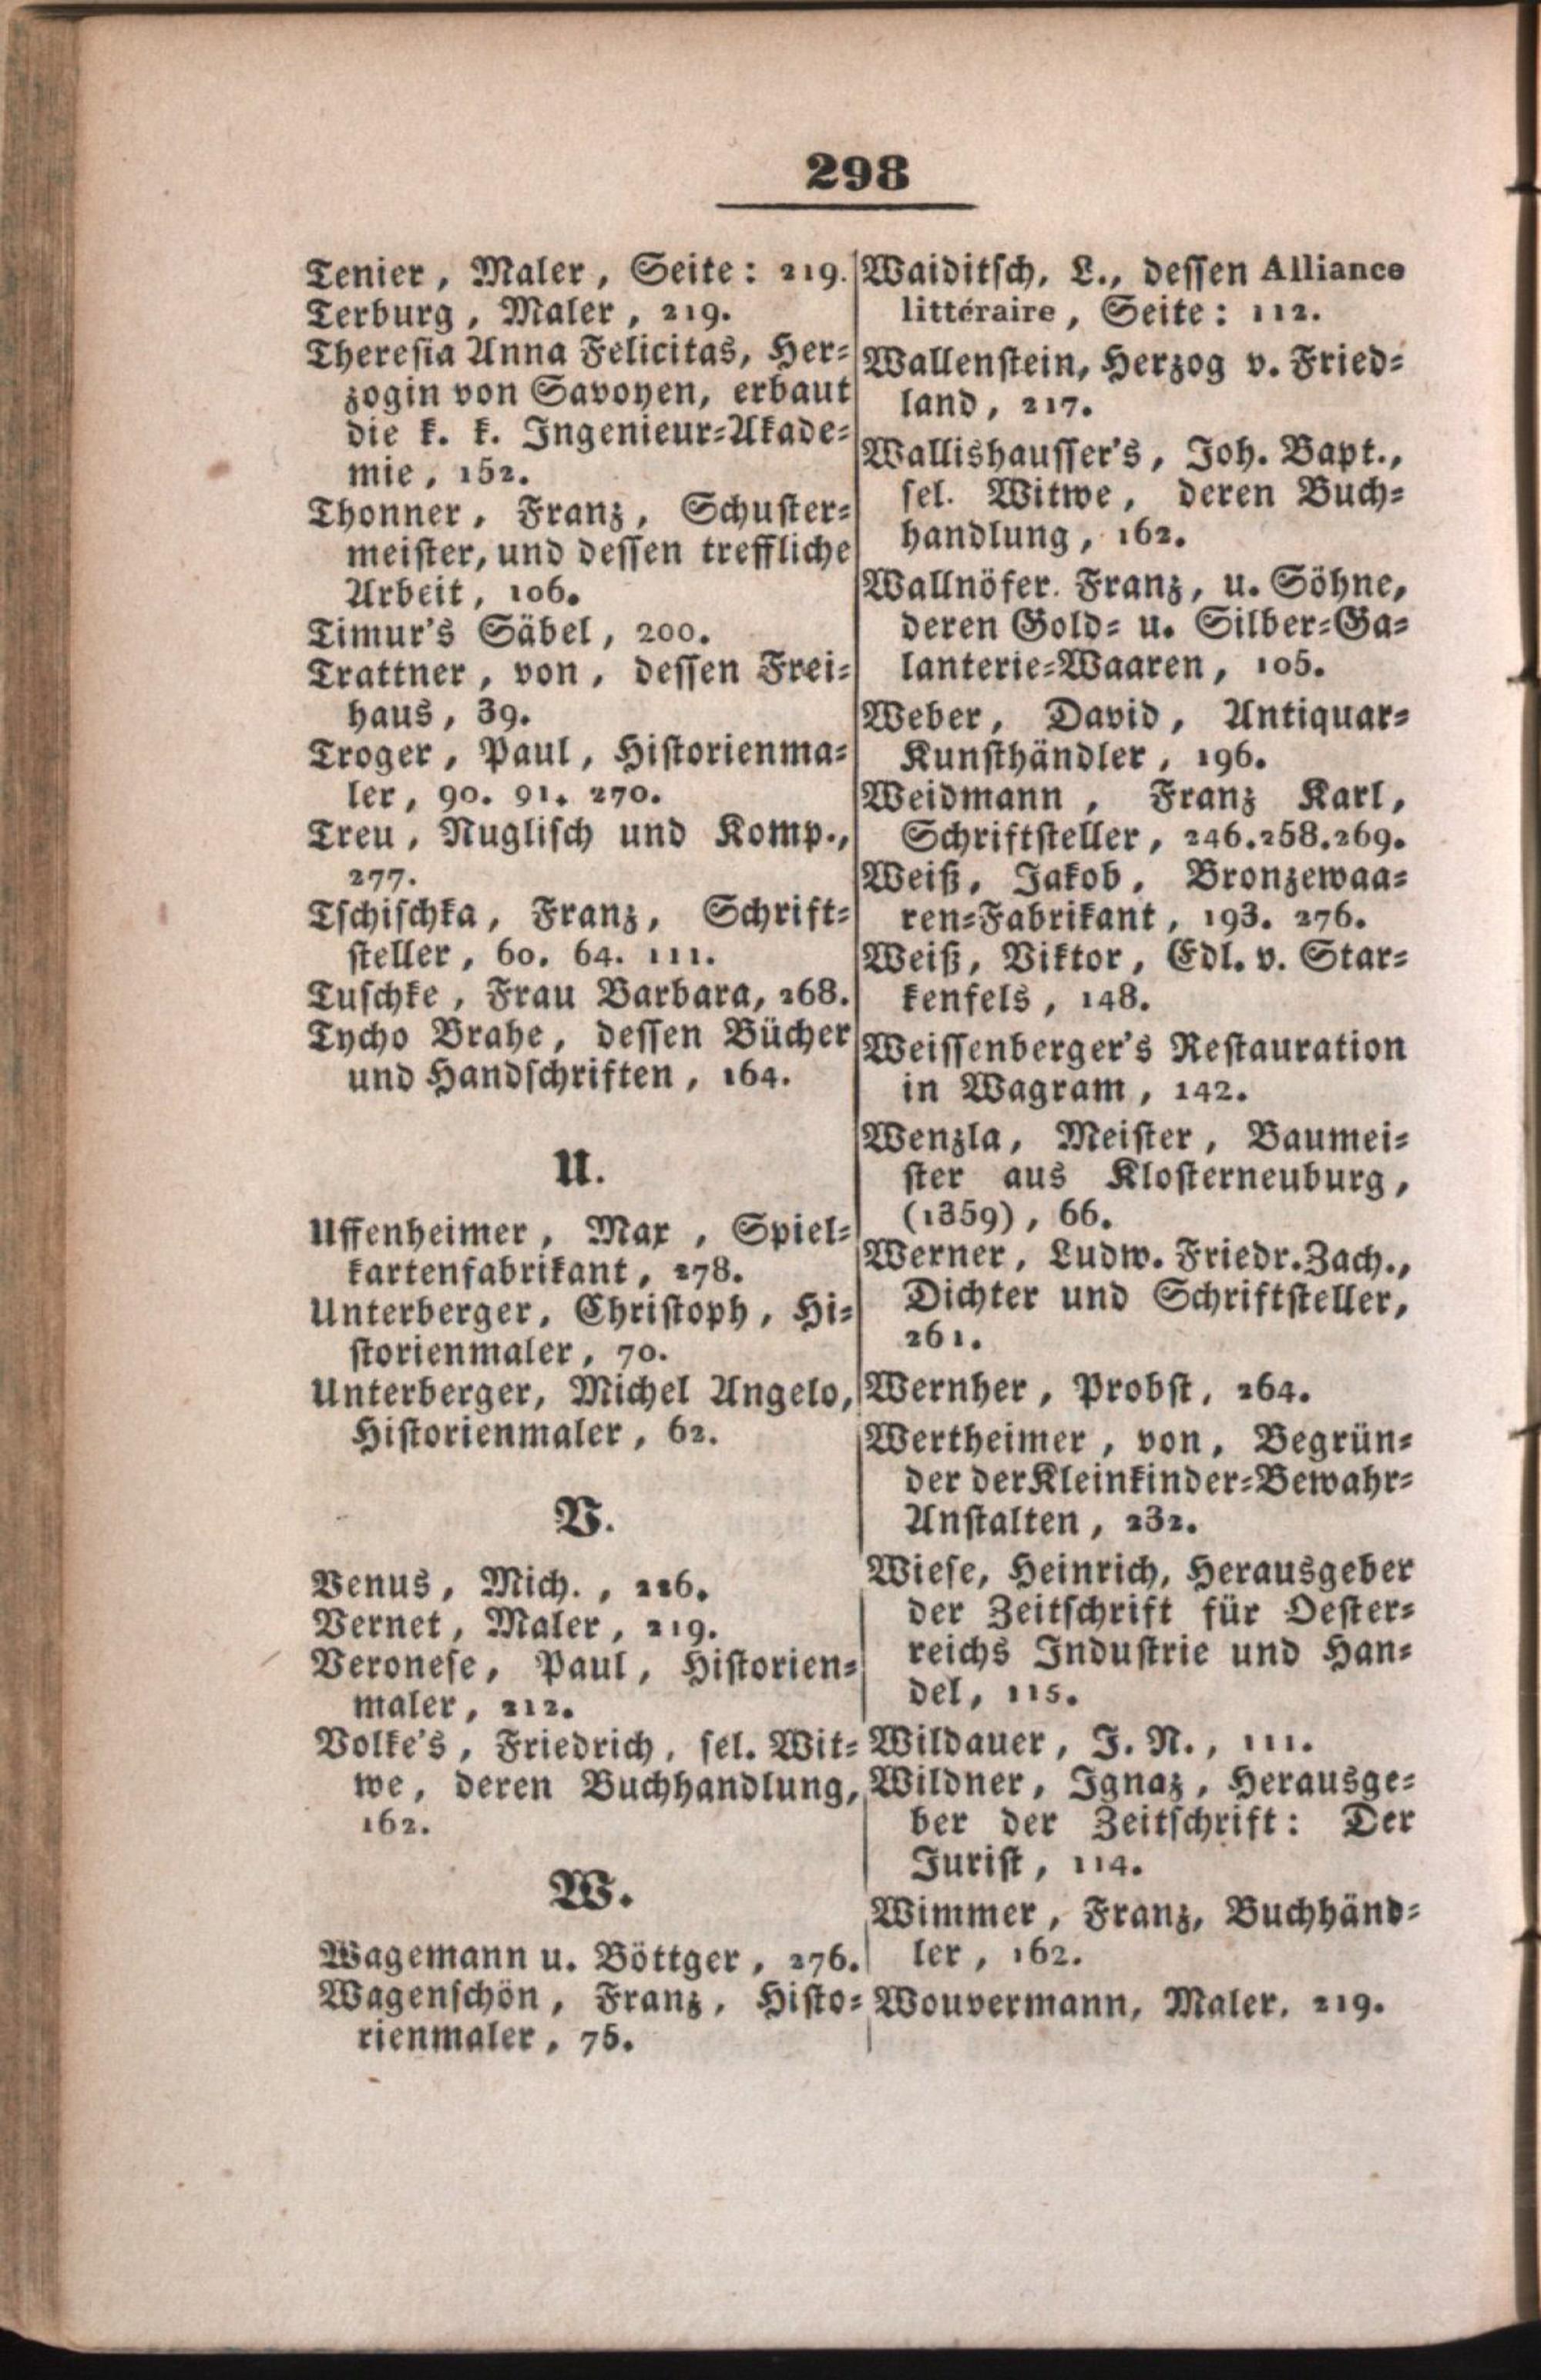 298
Tenier, Maler, Seite: 219.
Terburg, Maler, 219.
Theresia Anna Felicitas, Her-
zogin von Savoyen, erbaut
die k. k. Ingenieur-Akade-
mie, 152.
Thonner, Franz, Schuster-
meister, und dessen treffliche
Arbeit, 106.
Timur's Säbel, 200.
Trattner, von, dessen Frei-
haus, 39.
Troger, Paul, Historienma-
ler, 90. 91. 270.
Treu, Nuglisch und Komp.,
277.
Tschischka, Franz, Schrift-
steller, 60. 64. 111.
Tuschke, Frau Barbara, 268.
Tycho Brahe, dessen Bücher
und Handschriften, 164.
U.
Uffenheimer, Max, Spiel-
kartenfabrikant, 278.
Unterberger, Christoph, Hi-
storienmaler, 70.
Unterberger, Michel Angelo,
Historienmaler, 62.
V.
Venus, Mich., 226.
Vernet, Maler, 219.
Veronese, Paul, Historien-
maler, 212.
Volke's, Friedrich, sel. Wit-
we, deren Buchhandlung,
162.
W.
Wagemann u. Böttger, 276.
Wagenschön, Franz, Histo-
rienmaler, 75.
Waiditsch, L., dessen Alliance
littéraire, Seite: 112.
Wallenstein, Herzog v. Fried-
land, 217.
Wallishausser's, Joh. Bapt.,
sel. Witwe, deren Buch-
handlung, 162.
Wallnöfer. Franz, u. Söhne,
deren Gold- u. Silber-Ga-
lanterie-Waaren, 105.
Weber, David, Antiquar-
Kunsthändler, 196.
Weidmann, Franz Karl,
Schriftsteller, 246.258.269.
Weiß, Jakob, Bronzewaa-
ren-Fabrikant, 193. 276.
Weiß, Viktor, Edl. v. Star-
kenfels, 148.
Weissenberger's Restauration
in Wagram, 142.
Wenzla, Meister, Baumei-
ster aus Klosterneuburg,
(1359), 66.
Werner, Ludw. Friedr. Zach.,
Dichter und Schriftsteller,
261.
Wernher, Probst, 264.
Wertheimer, von, Begrün-
der der Kleinkinder-Bewahr-
Anstalten, 232.
Wiese, Heinrich, Herausgeber
der Zeitschrift für Oester-
reichs Industrie und Han-
del, 115.
Wildauer, J. N., 111.
Wildner, Ignaz, Herausge-
ber der Zeitschrift: Der
Jurist, 114.
Wimmer, Franz, Buchhänd-
ler, 162.
Wouvermann, Maler, 219.